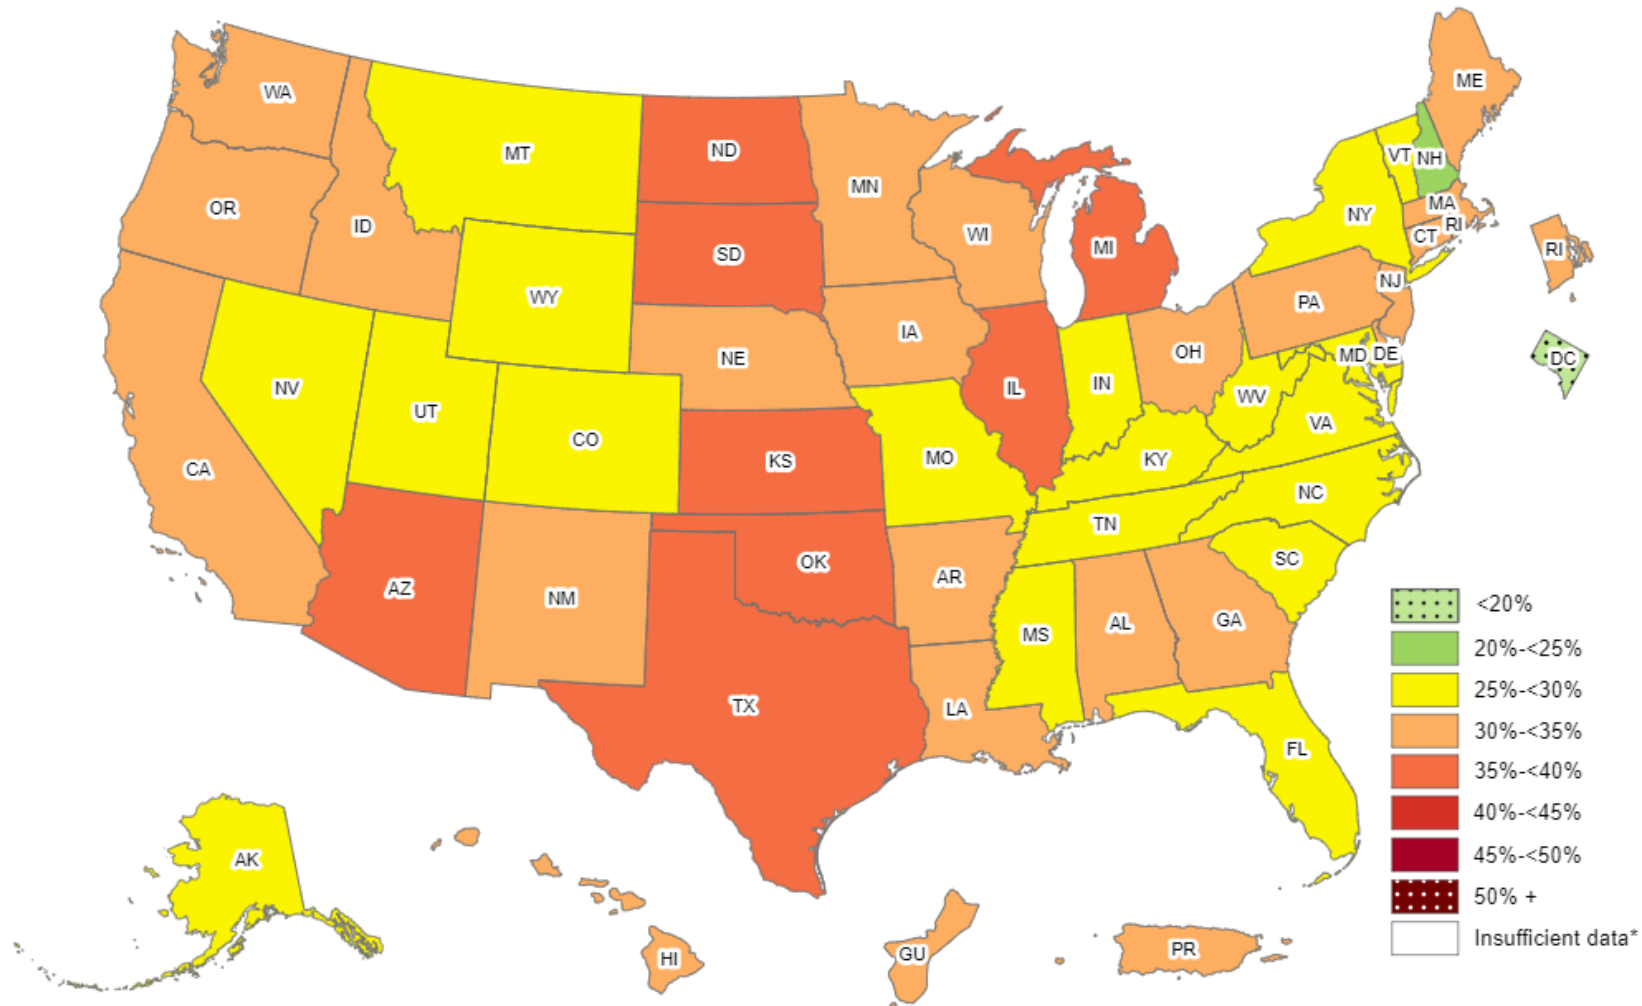 WA
ME
MT
ND
VT
NH
MN
OR
MA
NY
ID
RI
WI
CT
MI
RI
SD
NJ
WY
PA
IA
OH
MD
DE
NE
DC
NV
IN
IL
WV
UT
VA
CO
MO
KY
KS
CA
NC
TN
SC
OK
AR
AZ
NM
<20%
GA
AL
MS
20%-<25%
25%-<30%
TX
LA
30%-<35%
FL
35%-<40%
40%-<45%
AK
45%-<50%
50% +
Insufficient data*
PR
GU
HI